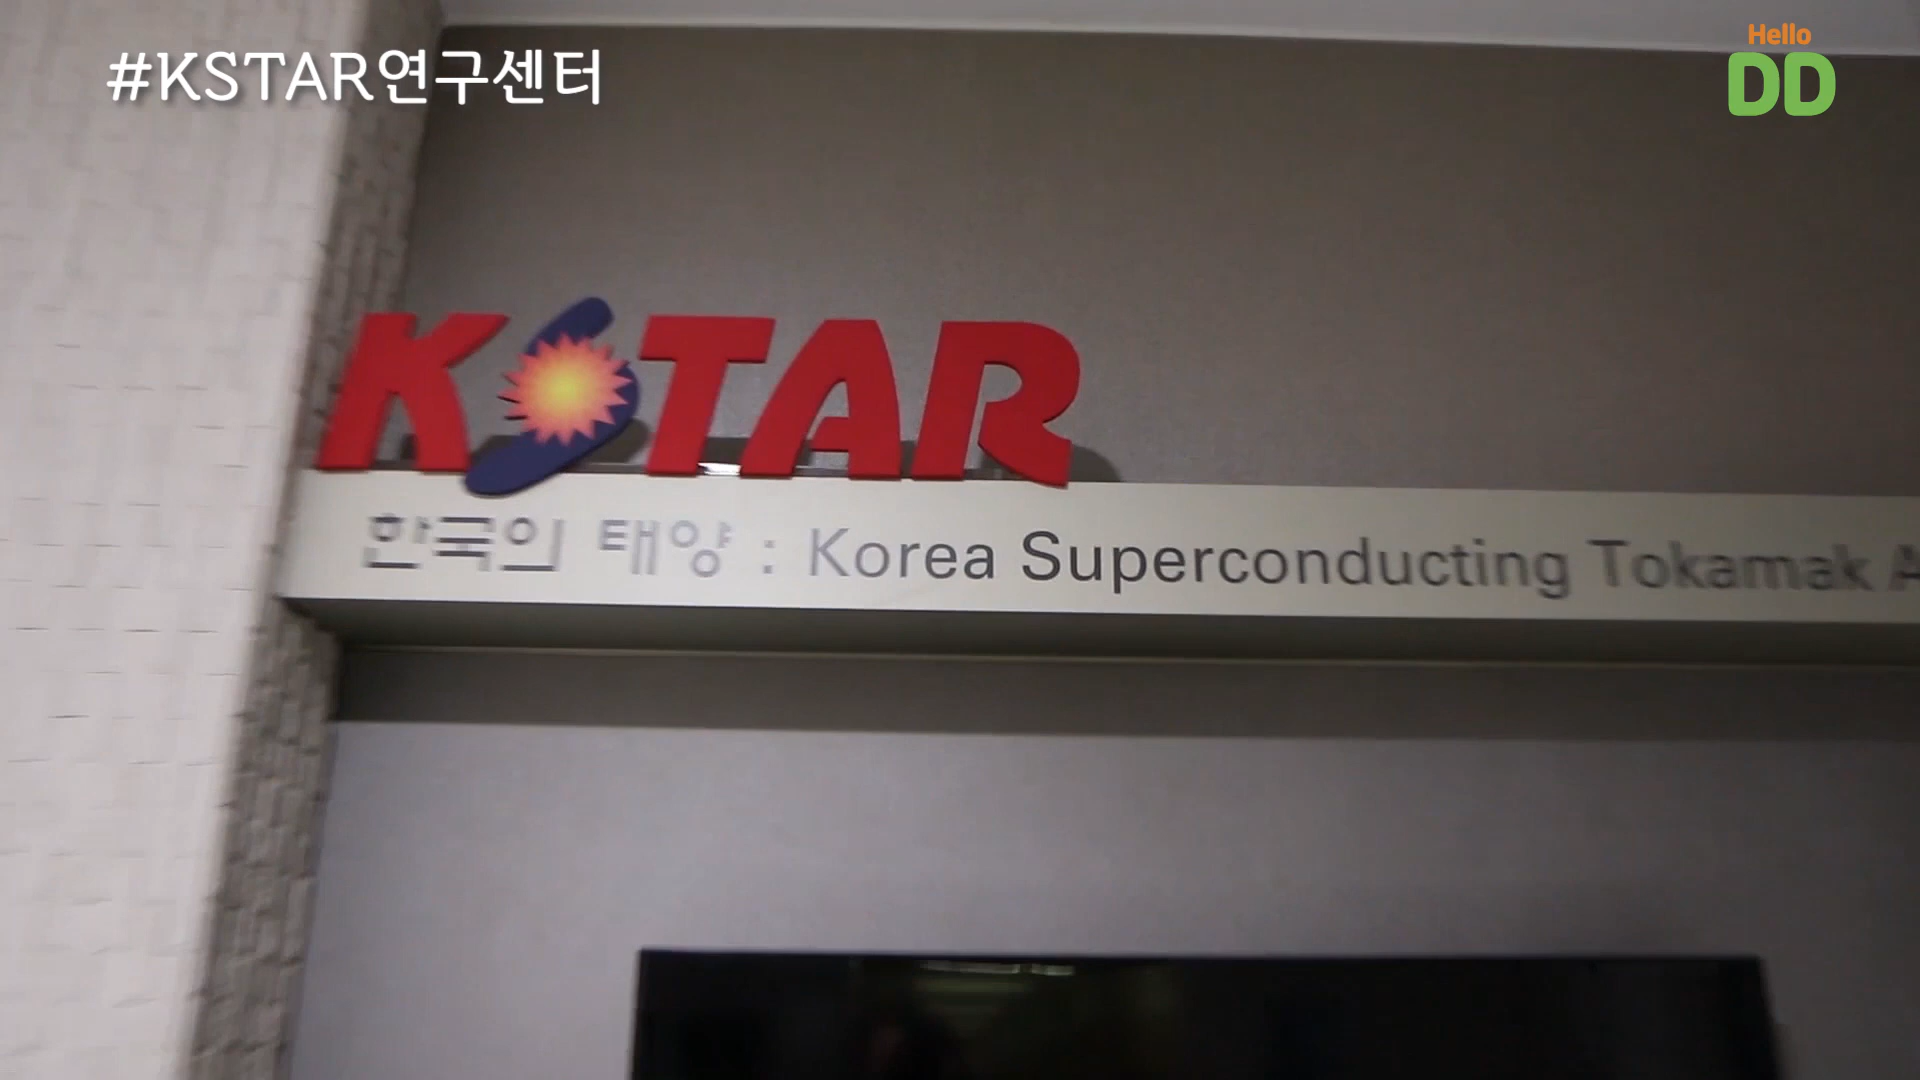 #KSTAR연구센터
Hello
DD
KSTAR
한국의 태양 : Korea Superconducting Tokamak